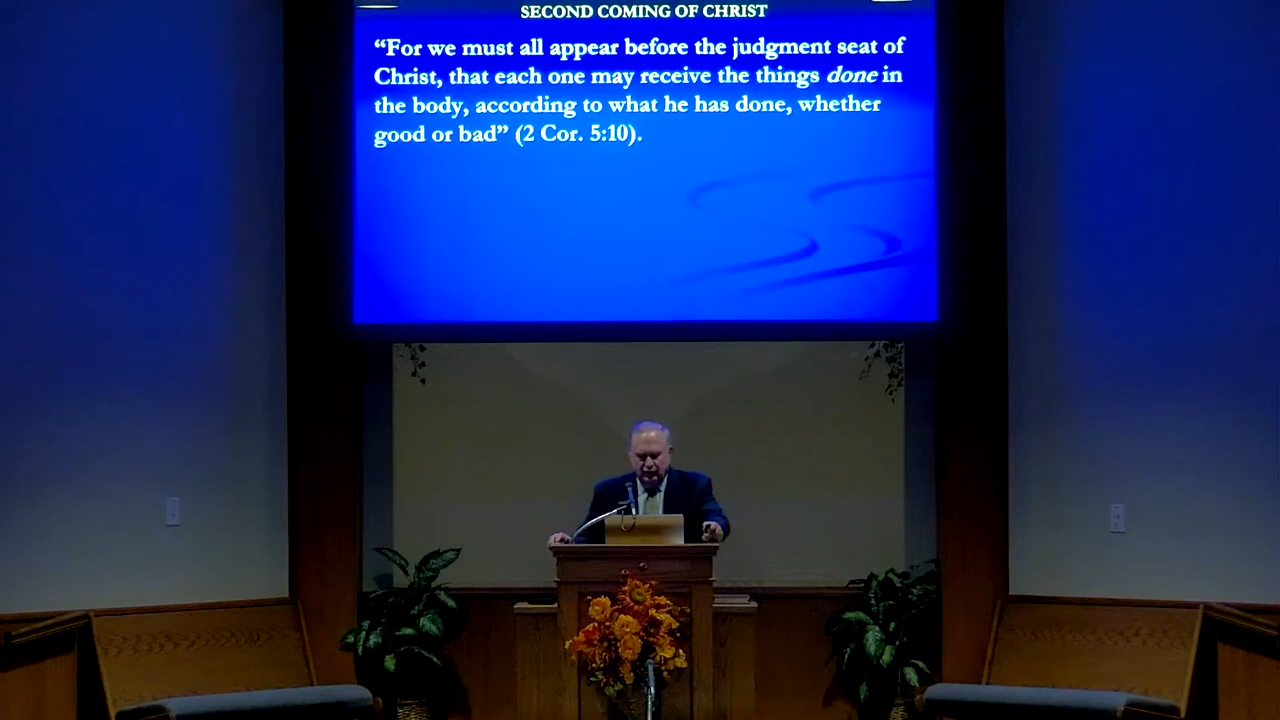 SECOND COMING OF CHRIST
“For we must all appear before the judgment seat of
Christ, that each one may receive the things done in
the body, according to what he has done, whether
good or bad” (2 Cor. 5:10).